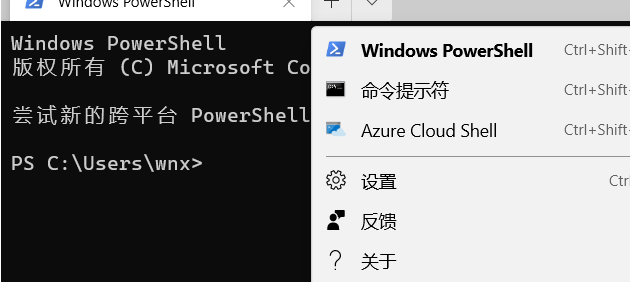 Windows PowerShell
Windows PowerShell
版权所有 (C) Microsoft Co
尝试新的跨平台 PowerShell
PS C:\Users\wnx>
Windows PowerShell Ctrl+Shift-
命令提示符 Ctrl+Shift-
Azure Cloud Shell Ctrl+Shift-
设置 Ctr
反馈
关于